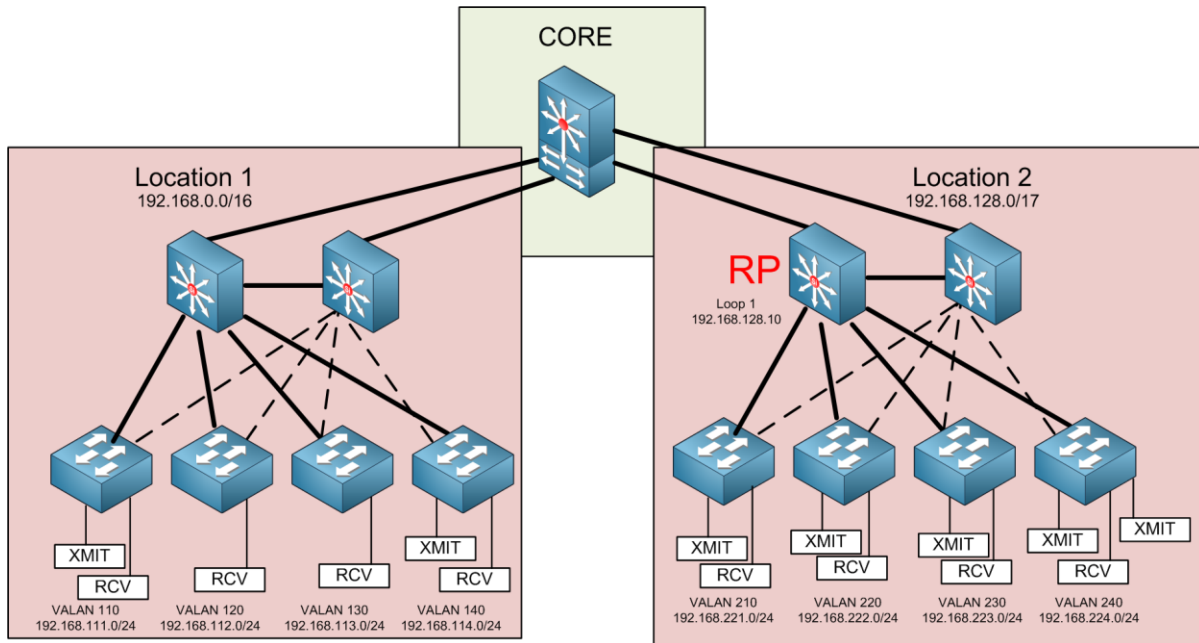 CORE
Location 1
192.168.0.0/16
Location 2
192.168.128.0/17
RP
Loop 1
192.168.128.10
XMIT
RCV
RCV
RCV
XMIT
RCV
XMIT
RCV
XMIT
RCV
XMIT
RCV
XMIT
RCV
XMIT
VALAN 110
192.168.111.0/24
VALAN 120
192.168.112.0/24
VALAN 130
192.168.113.0/24
VALAN 140
192.168.114.0/24
VALAN 210
192.168.221.0/24
VALAN 220
192.168.222.0/24
VALAN 230
192.168.223.0/24
VALAN 240
192.168.224.0/24